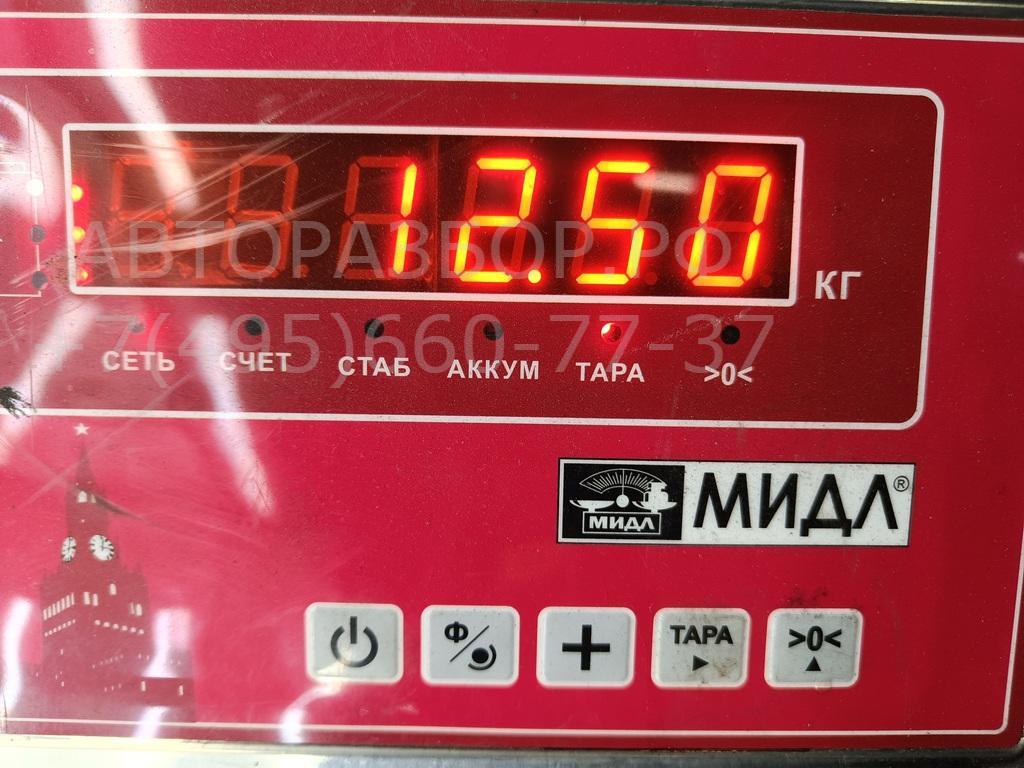 12.50
КГ
АВТОРАЗБОР.РФ
+7(495)660-77-37
СЕТЬ СЧЕТ СТАБ АККУМ ТАРА >0<
МИДЛ МИДЛ®
Ф ТАРА >0<